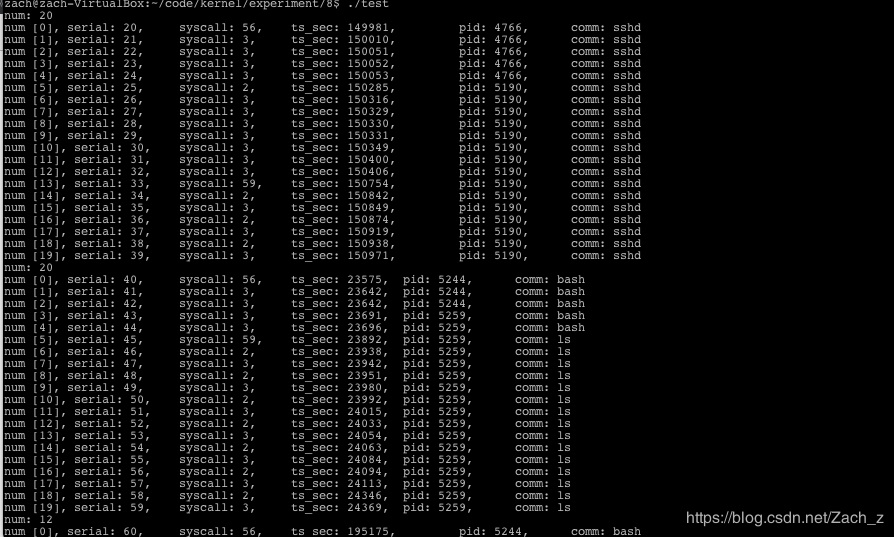 zach@zach-VirtualBox:~/code/kernel/experiment/8$ ./test
num: 20
num [0], serial: 20, syscall: 56, ts_sec: 149981, pid: 4766, comm: sshd
num [1], serial: 21, syscall: 3, ts_sec: 150010, pid: 4766, comm: sshd
num [2], serial: 22, syscall: 3, ts_sec: 150051, pid: 4766, comm: sshd
num [3], serial: 23, syscall: 3, ts_sec: 150052, pid: 4766, comm: sshd
num [4], serial: 24, syscall: 3, ts_sec: 150053, pid: 4766, comm: sshd
num [5], serial: 25, syscall: 2, ts_sec: 150285, pid: 5190, comm: sshd
num [6], serial: 26, syscall: 3, ts_sec: 150316, pid: 5190, comm: sshd
num [7], serial: 27, syscall: 3, ts_sec: 150329, pid: 5190, comm: sshd
num [8], serial: 28, syscall: 3, ts_sec: 150330, pid: 5190, comm: sshd
num [9], serial: 29, syscall: 3, ts_sec: 150331, pid: 5190, comm: sshd
num [10], serial: 30, syscall: 3, ts_sec: 150349, pid: 5190, comm: sshd
num [11], serial: 31, syscall: 3, ts_sec: 150400, pid: 5190, comm: sshd
num [12], serial: 32, syscall: 3, ts_sec: 150406, pid: 5190, comm: sshd
num [13], serial: 33, syscall: 59, ts_sec: 150754, pid: 5190, comm: sshd
num [14], serial: 34, syscall: 2, ts_sec: 150842, pid: 5190, comm: sshd
num [15], serial: 35, syscall: 3, ts_sec: 150849, pid: 5190, comm: sshd
num [16], serial: 36, syscall: 2, ts_sec: 150874, pid: 5190, comm: sshd
num [17], serial: 37, syscall: 3, ts_sec: 150919, pid: 5190, comm: sshd
num [18], serial: 38, syscall: 2, ts_sec: 150938, pid: 5190, comm: sshd
num [19], serial: 39, syscall: 3, ts_sec: 150971, pid: 5190, comm: sshd
num: 20
num [0], serial: 40, syscall: 56, ts_sec: 23575, pid: 5244, comm: bash
num [1], serial: 41, syscall: 3, ts_sec: 23642, pid: 5244, comm: bash
num [2], serial: 42, syscall: 3, ts_sec: 23642, pid: 5244, comm: bash
num [3], serial: 43, syscall: 3, ts_sec: 23691, pid: 5259, comm: bash
num [4], serial: 44, syscall: 3, ts_sec: 23696, pid: 5259, comm: bash
num [5], serial: 45, syscall: 59, ts_sec: 23892, pid: 5259, comm: ls
num [6], serial: 46, syscall: 2, ts_sec: 23938, pid: 5259, comm: ls
num [7], serial: 47, syscall: 3, ts_sec: 23942, pid: 5259, comm: ls
num [8], serial: 48, syscall: 2, ts_sec: 23951, pid: 5259, comm: ls
num [9], serial: 49, syscall: 3, ts_sec: 23980, pid: 5259, comm: ls
num [10], serial: 50, syscall: 2, ts_sec: 23992, pid: 5259, comm: ls
num [11], serial: 51, syscall: 3, ts_sec: 24015, pid: 5259, comm: ls
num [12], serial: 52, syscall: 2, ts_sec: 24033, pid: 5259, comm: ls
num [13], serial: 53, syscall: 3, ts_sec: 24054, pid: 5259, comm: ls
num [14], serial: 54, syscall: 2, ts_sec: 24063, pid: 5259, comm: ls
num [15], serial: 55, syscall: 3, ts_sec: 24084, pid: 5259, comm: ls
num [16], serial: 56, syscall: 2, ts_sec: 24094, pid: 5259, comm: ls
num [17], serial: 57, syscall: 3, ts_sec: 24113, pid: 5259, comm: ls
num [18], serial: 58, syscall: 2, ts_sec: 24346, pid: 5259, comm: ls
num [19], serial: 59, syscall: 3, ts_sec: 24369, pid: 5259, comm: ls
num: 12
num [0], serial: 60, syscall: 56, ts_sec: 195175, pid: 5244, comm: bash
https://blog.csdn.net/Zach_z